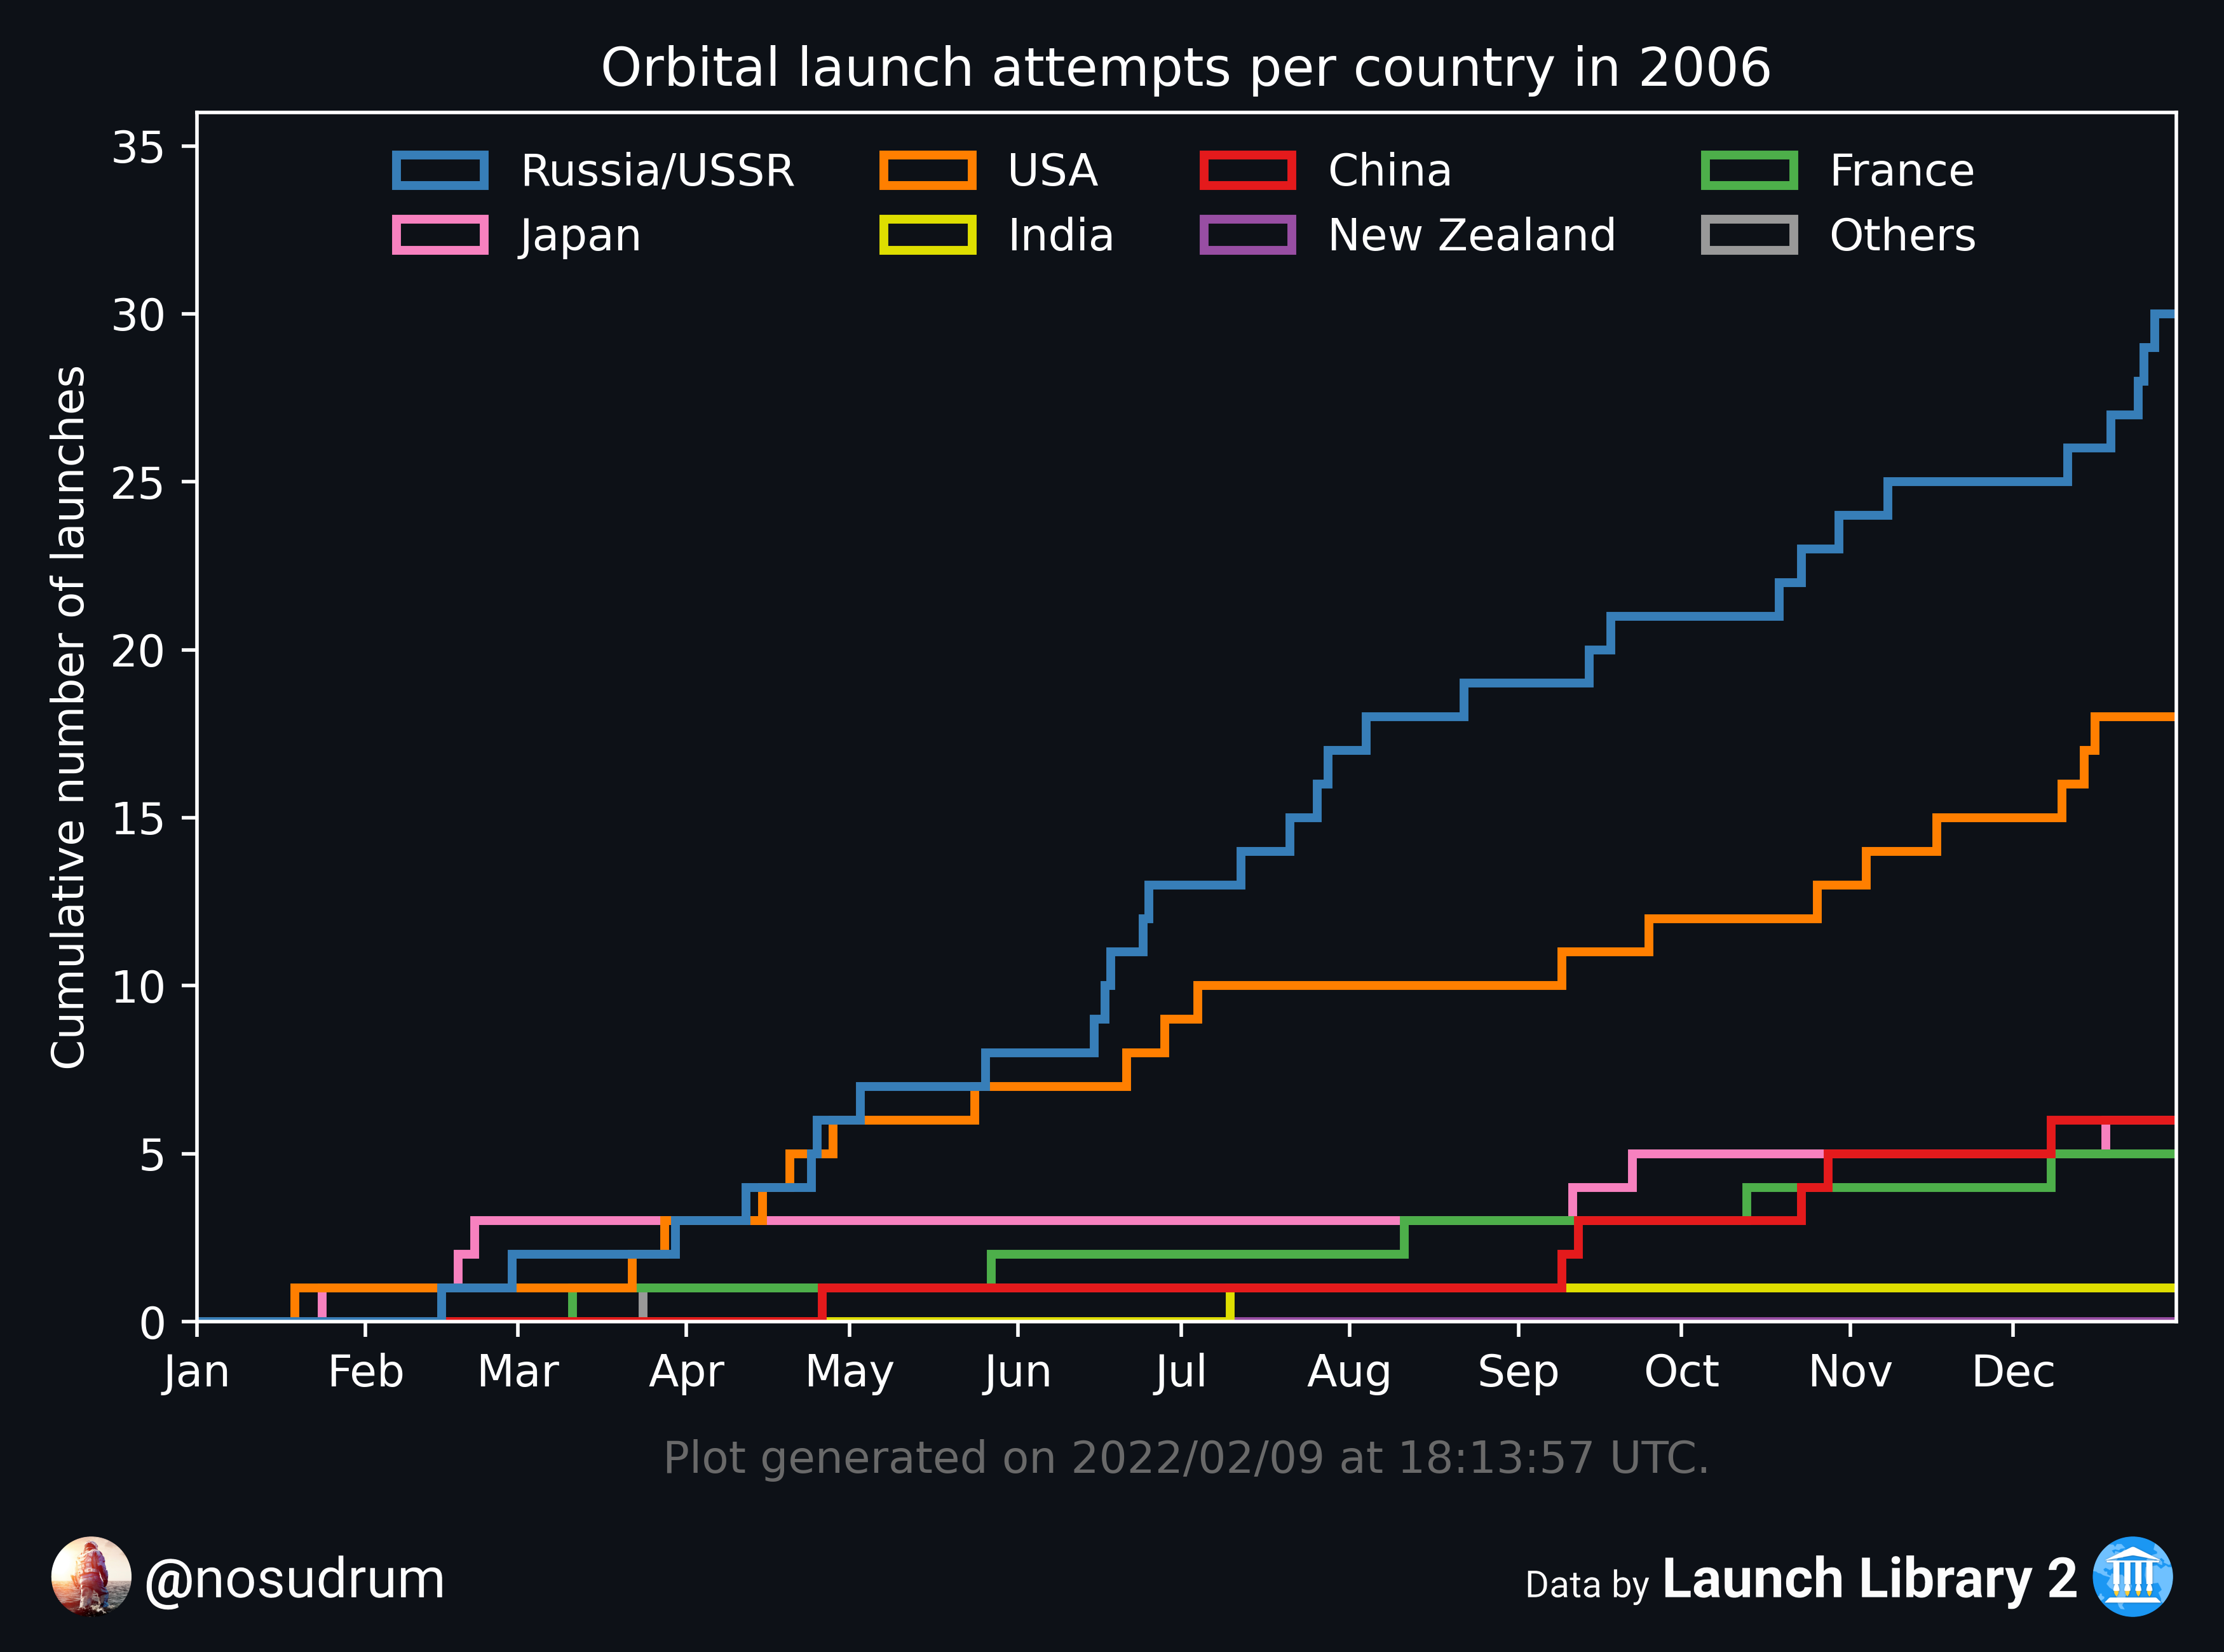 Orbital launch attempts per country in 2006
Russia/USSR USA China France
Japan India New Zealand Others
Cumulative number of launches
35
30
25
20
15
10
5
0
Jan Feb Mar Apr May Jun Jul Aug Sep Oct Nov Dec
Plot generated on 2022/02/09 at 18:13:57 UTC.
@nosudrum
Data by Launch Library 2